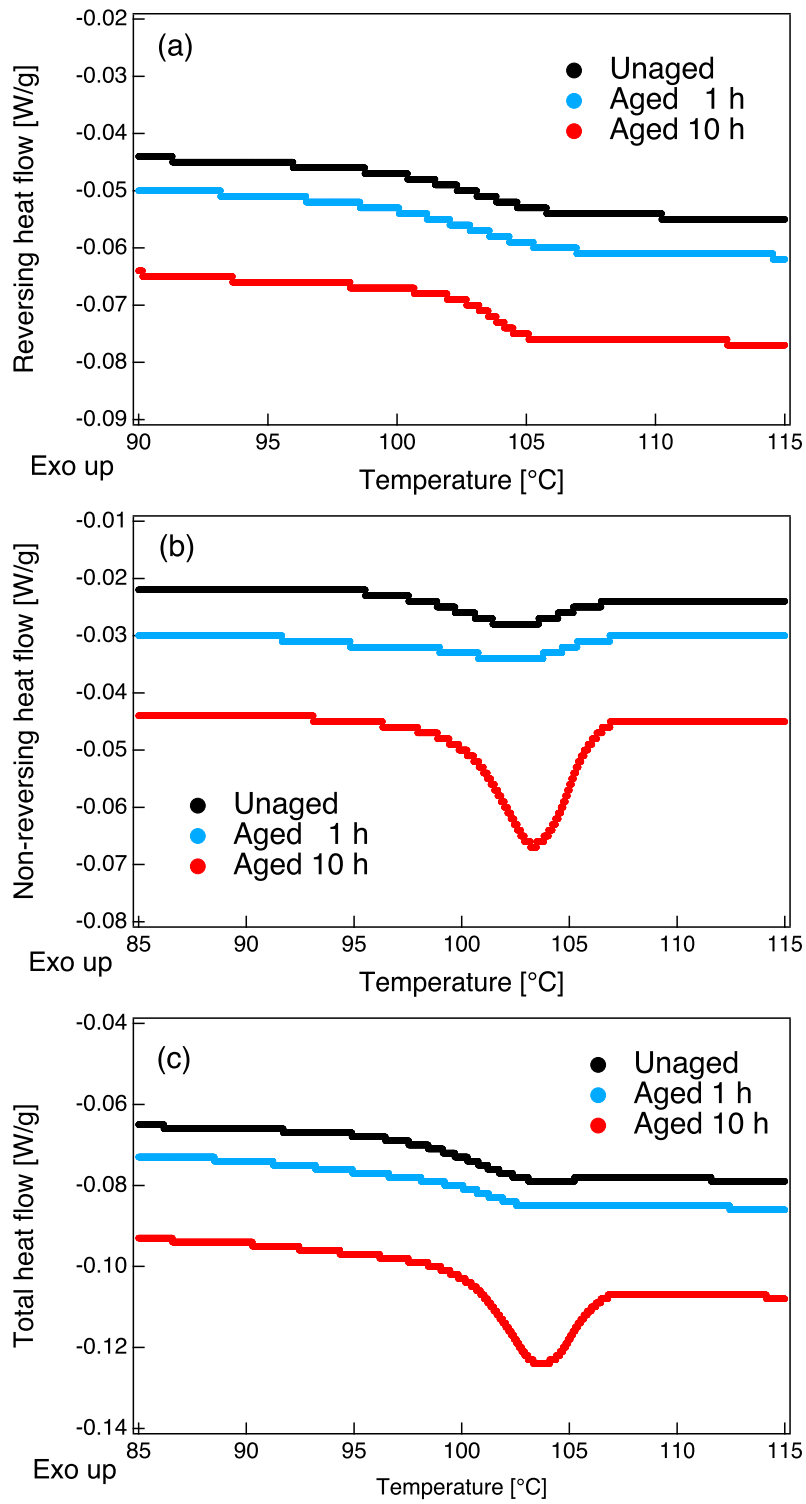 (a)
Unaged
Aged 1 h
Aged 10 h
Reversing heat flow [W/g]
-0.02
-0.03
-0.04
-0.05
-0.06
-0.07
-0.08
-0.09
90 95 100 105 110 115
Exo up
Temperature [°C]
(b)
Unaged
Aged 1 h
Aged 10 h
Non-reversing heat flow [W/g]
-0.01
-0.02
-0.03
-0.04
-0.05
-0.06
-0.07
-0.08
85 90 95 100 105 110 115
Exo up
Temperature [°C]
(c)
Unaged
Aged 1 h
Aged 10 h
Total heat flow [W/g]
-0.04
-0.06
-0.08
-0.10
-0.12
-0.14
85 90 95 100 105 110 115
Exo up
Temperature [°C]